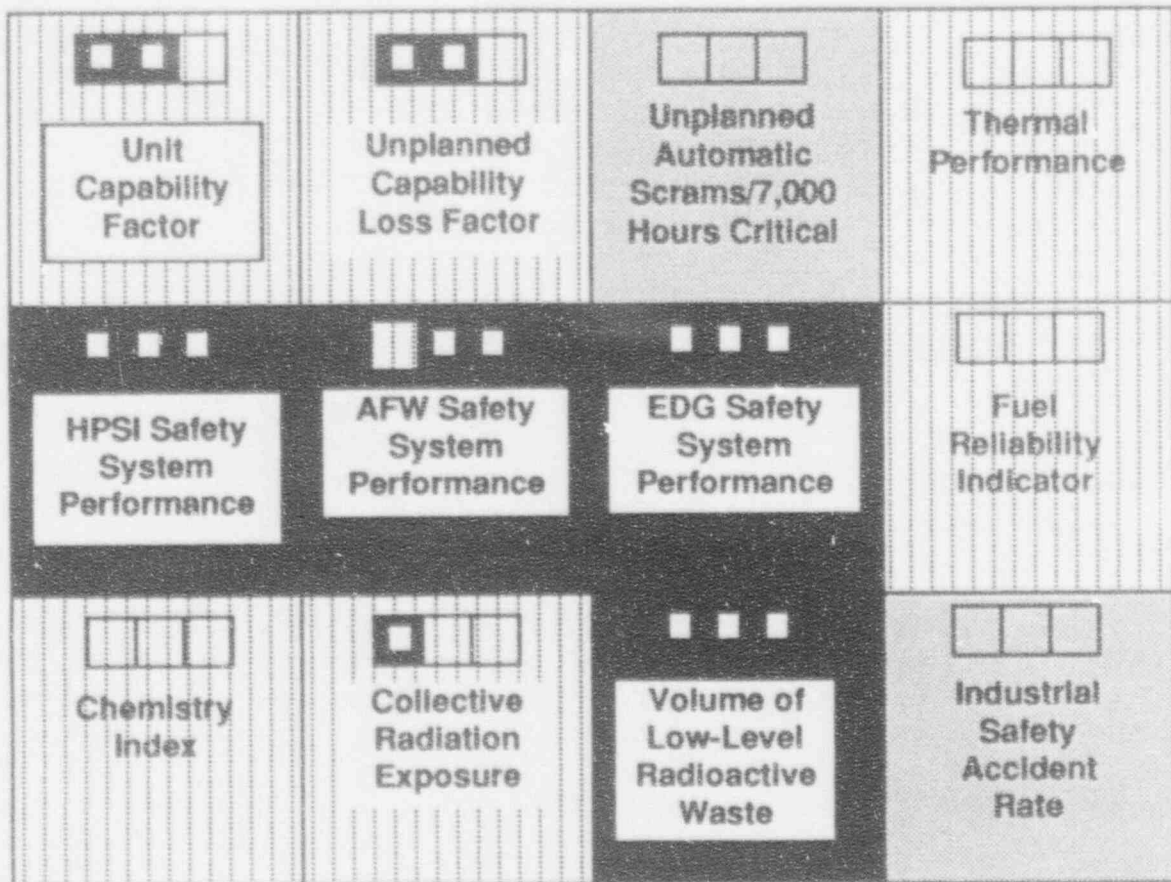 Unit
Capability
Factor
Unplanned
Capability
Loss Factor
Unplanned
Automatic
Scrams/7,000
Hours Critical
Thermal
Performance
HPSI Safety
System
Performance
AFW Safety
System
Performance
EDG Safety
System
Performance
Fuel
Reliability
Indicator
Chemistry
Index
Collective
Radiation
Exposure
Volume of
Low-Level
Radioactive
Waste
Industrial
Safety
Accident
Rate